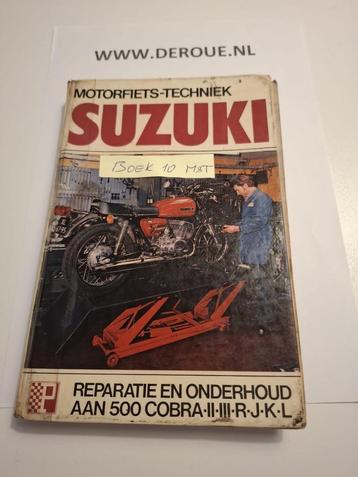 WWW.DEROUE.NL
MOTORFIETS-TECHNIEK
SUZUKI
BOEK 10 MST
REPARATIE EN ONDERHOUD
AAN 500 COBRA·II·III·R·J·K·L